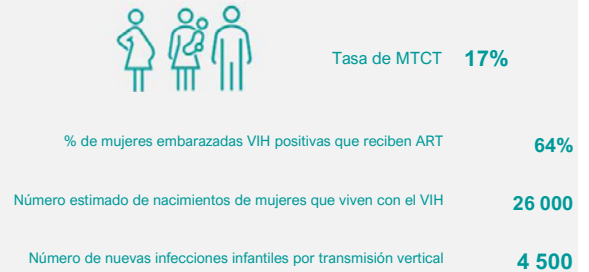 Tasa de MTCT 17%
% de mujeres embarazadas VIH positivas que reciben ART 64%
Número estimado de nacimientos de mujeres que viven con el VIH 26 000
Número de nuevas infecciones infantiles por transmisión vertical 4 500